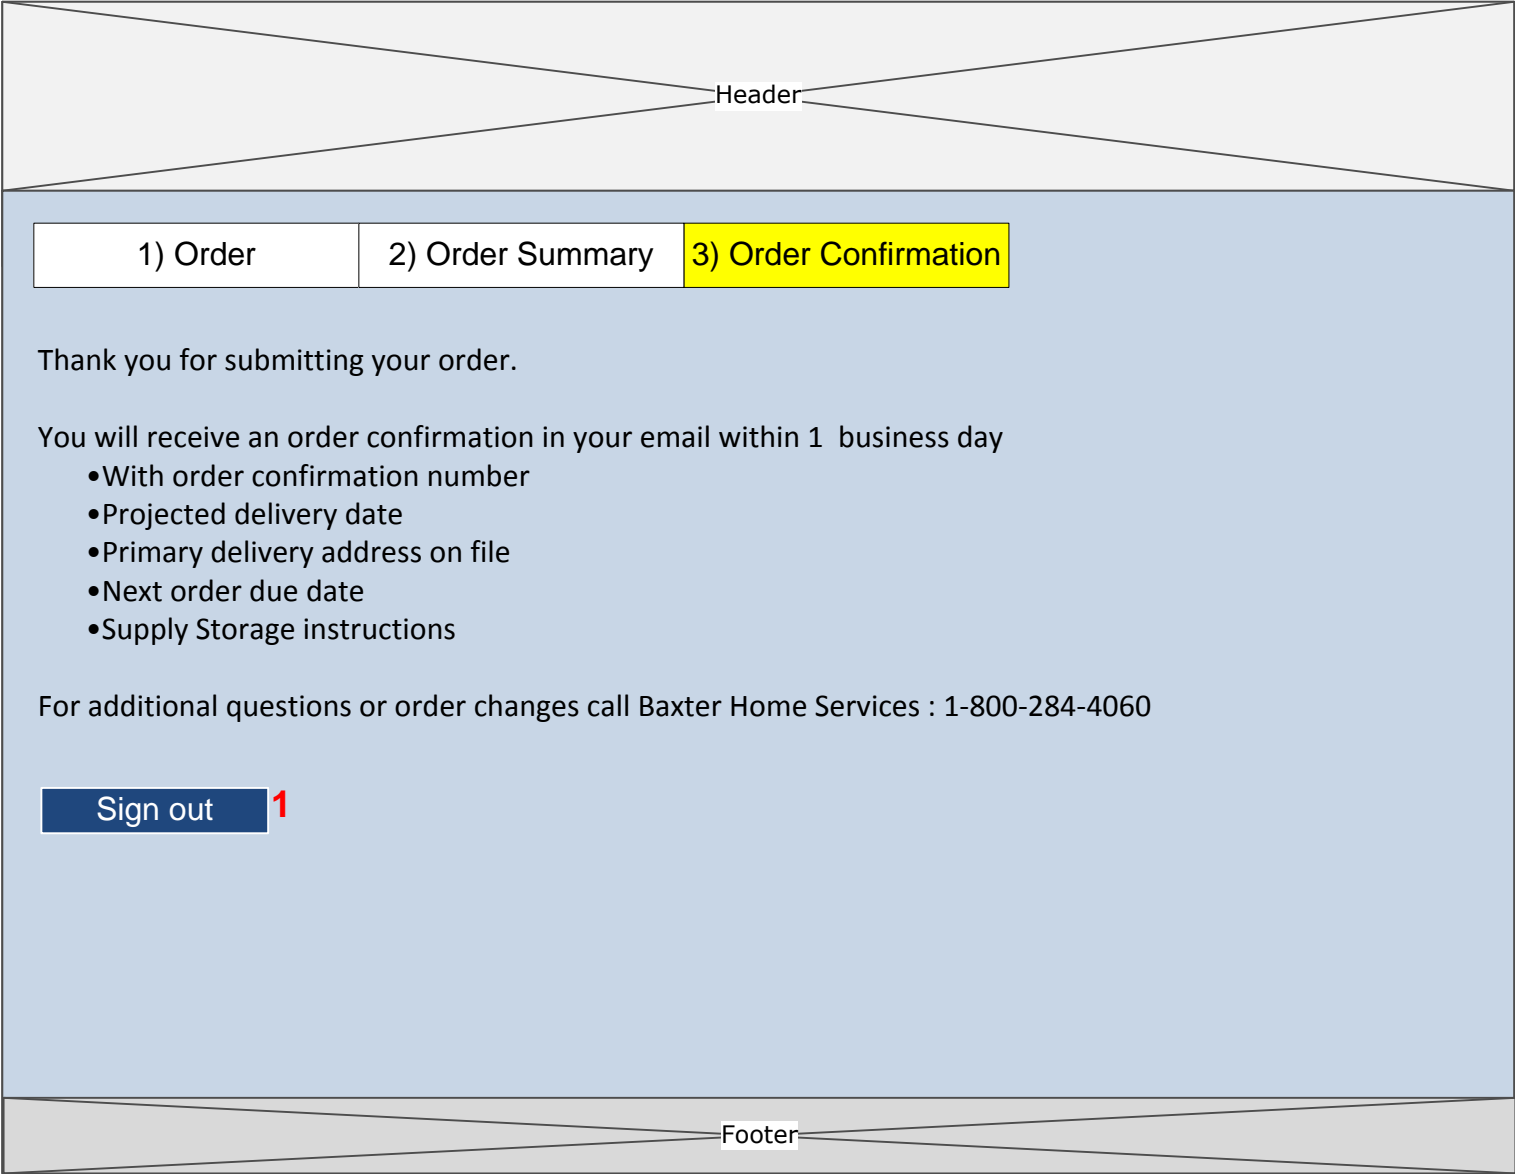 Header
1) Order 2) Order Summary 3) Order Confirmation
Thank you for submitting your order.
You will receive an order confirmation in your email within 1  business day
•With order confirmation number
•Projected delivery date
•Primary delivery address on file
•Next order due date
•Supply Storage instructions
For additional questions or order changes call Baxter Home Services : 1-800-284-4060
Sign out 1
Footer